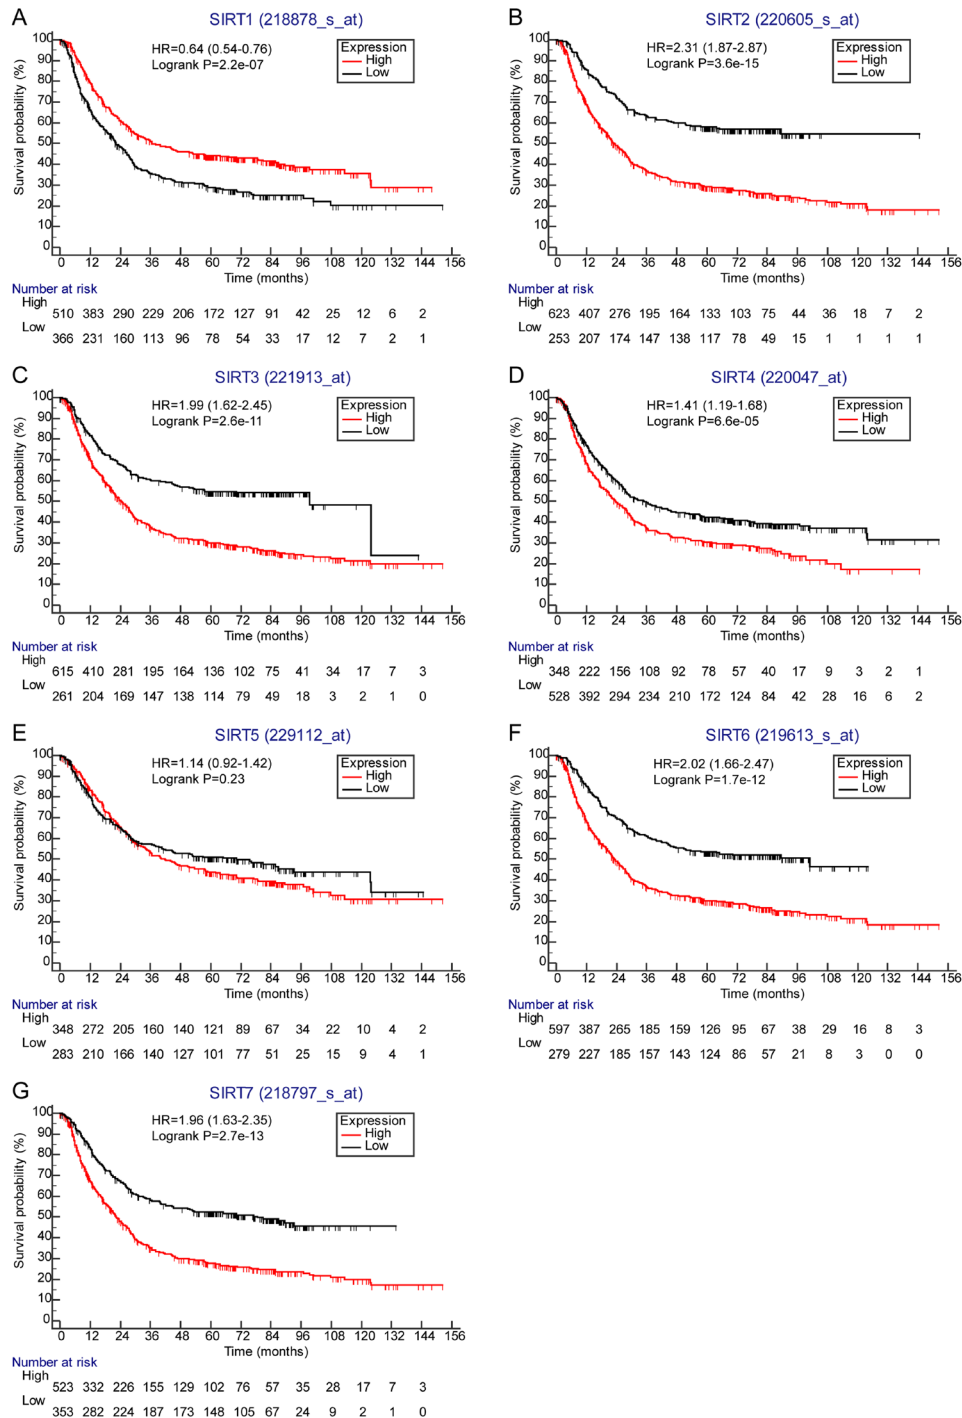 A
SIRT1 (218878_s_at)
HR=0.64 (0.54-0.76)
Logrank P=2.2e-07
Expression
High
Low
Survival probability (%)
100
90
80
70
60
50
40
30
20
10
0
0 12 24 36 48 60 72 84 96 108 120 132 144 156
Time (months)
Number at risk
High
510 383 290 229 206 172 127 91 42 25 12 6 2
Low
366 231 160 113 96 78 54 33 17 12 7 2 1
B
SIRT2 (220605_s_at)
HR=2.31 (1.87-2.87)
Logrank P=3.6e-15
Expression
High
Low
Survival probability (%)
100
90
80
70
60
50
40
30
20
10
0
0 12 24 36 48 60 72 84 96 108 120 132 144 156
Time (months)
Number at risk
High
623 407 276 195 164 133 103 75 44 36 18 7 2
Low
253 207 174 147 138 117 78 49 15 1 1 1 1
C
SIRT3 (221913_at)
HR=1.99 (1.62-2.45)
Logrank P=2.6e-11
Expression
High
Low
Survival probability (%)
100
90
80
70
60
50
40
30
20
10
0
0 12 24 36 48 60 72 84 96 108 120 132 144 156
Time (months)
Number at risk
High
615 410 281 195 164 136 102 75 41 34 17 7 3
Low
261 204 169 147 138 114 79 49 18 3 2 1 0
D
SIRT4 (220047_at)
HR=1.41 (1.19-1.68)
Logrank P=6.6e-05
Expression
High
Low
Survival probability (%)
100
90
80
70
60
50
40
30
20
10
0
0 12 24 36 48 60 72 84 96 108 120 132 144 156
Time (months)
Number at risk
High
348 222 156 108 92 78 57 40 17 9 3 2 1
Low
528 392 294 234 210 172 124 84 42 28 16 6 2
E
SIRT5 (229112_at)
HR=1.14 (0.92-1.42)
Logrank P=0.23
Expression
High
Low
Survival probability (%)
100
90
80
70
60
50
40
30
20
10
0
0 12 24 36 48 60 72 84 96 108 120 132 144 156
Time (months)
Number at risk
High
348 272 205 160 140 121 89 67 34 22 10 4 2
Low
283 210 166 140 127 101 77 51 25 15 9 4 1
F
SIRT6 (219613_s_at)
HR=2.02 (1.66-2.47)
Logrank P=1.7e-12
Expression
High
Low
Survival probability (%)
100
90
80
70
60
50
40
30
20
10
0
0 12 24 36 48 60 72 84 96 108 120 132 144 156
Time (months)
Number at risk
High
597 387 265 185 159 126 95 67 38 29 16 8 3
Low
279 227 185 157 143 124 86 57 21 8 3 0 0
G
SIRT7 (218797_s_at)
HR=1.96 (1.63-2.35)
Logrank P=2.7e-13
Expression
High
Low
Survival probability (%)
100
90
80
70
60
50
40
30
20
10
0
0 12 24 36 48 60 72 84 96 108 120 132 144 156
Time (months)
Number at risk
High
523 332 226 155 129 102 76 57 35 28 17 7 3
Low
353 282 224 187 173 148 105 67 24 9 2 1 0